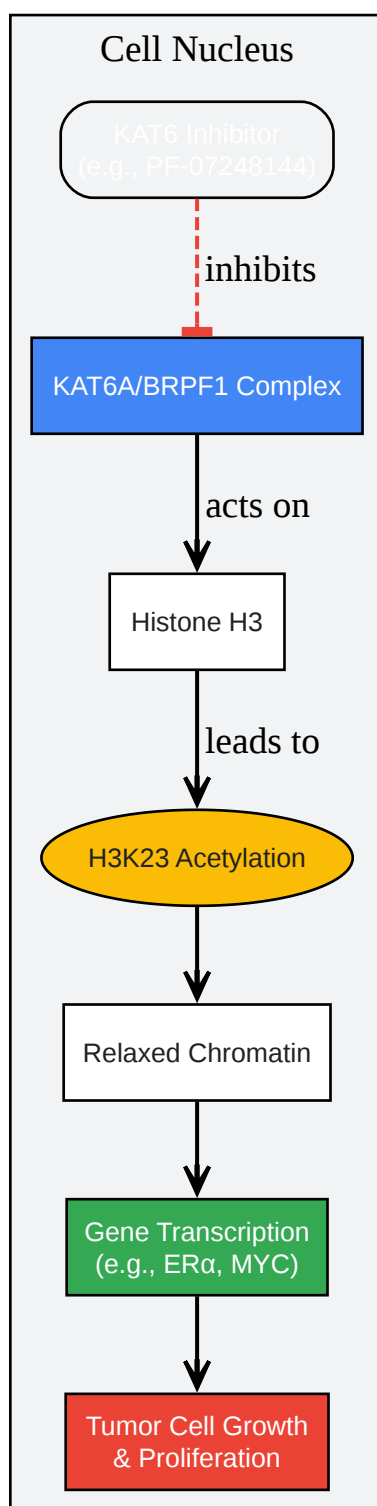 Cell Nucleus
KAT6 Inhibitor
(e.g., PF-07248144)
inhibits
KAT6A/BRPF1 Complex
acts on
Histone H3
leads to
H3K23 Acetylation
Relaxed Chromatin
Gene Transcription
(e.g., ERα, MYC)
Tumor Cell Growth
& Proliferation